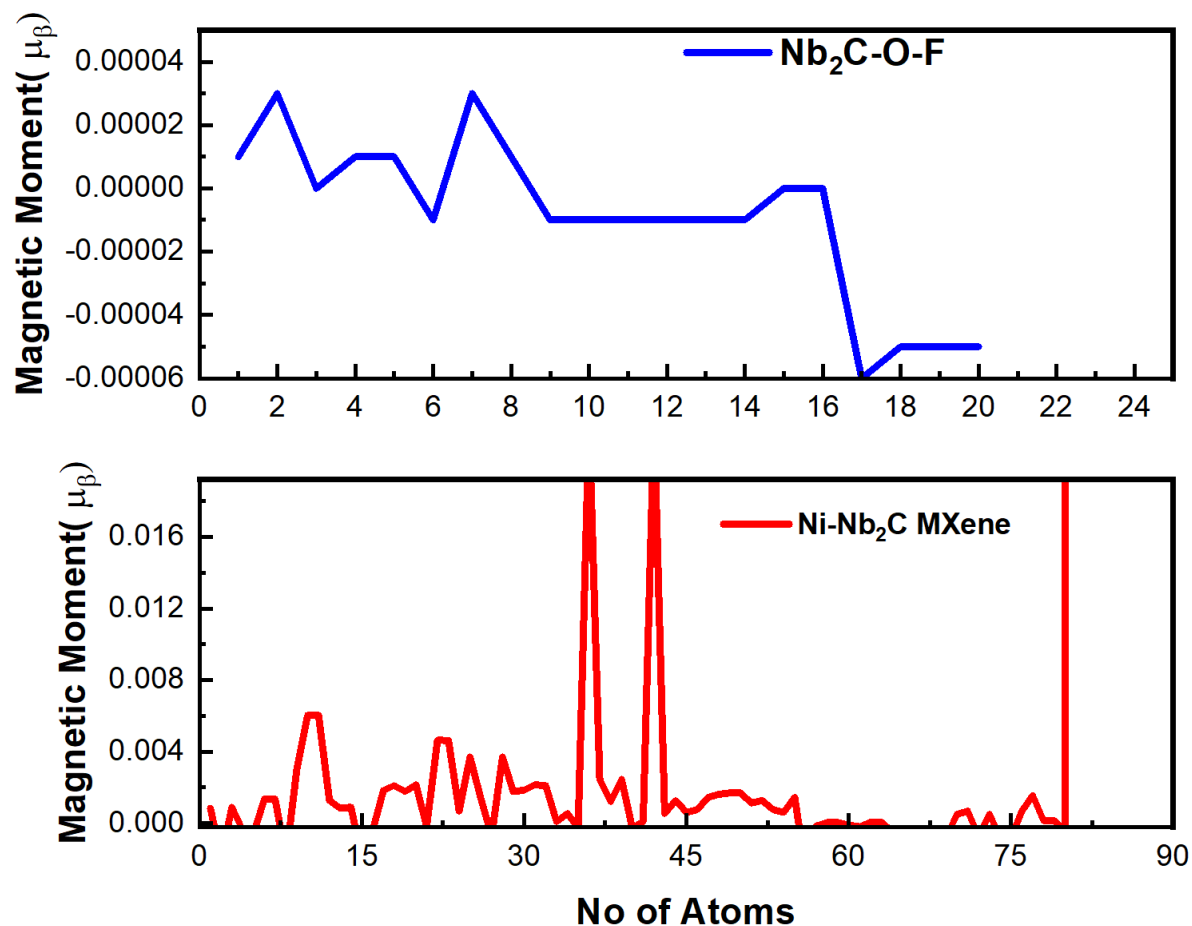 Magnetic Moment( μβ)
0.00004
0.00002
0.00000
-0.00002
-0.00004
-0.00006
Nb₂C-O-F
0 2 4 6 8 10 12 14 16 18 20 22 24
Magnetic Moment( μβ)
0.016
0.012
0.008
0.004
0.000
Ni-Nb₂C MXene
0 15 30 45 60 75 90
No of Atoms